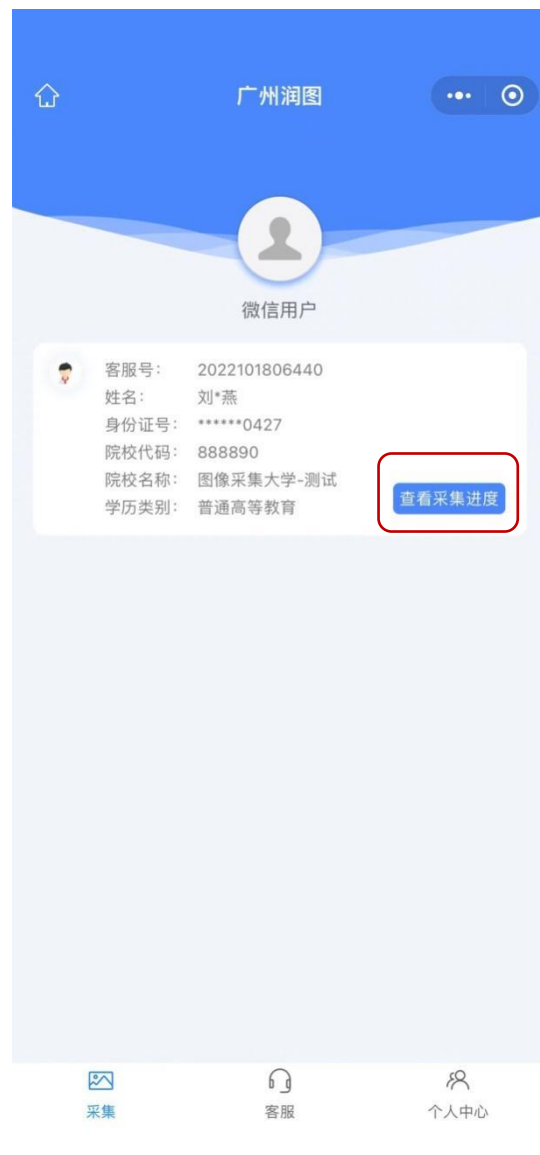 广州润图
微信用户
客服号: 2022101806440
姓名: 刘*燕
身份证号: ******0427
院校代码: 888890
院校名称: 图像采集大学-测试
学历类别: 普通高等教育
查看采集进度
采集
客服
个人中心